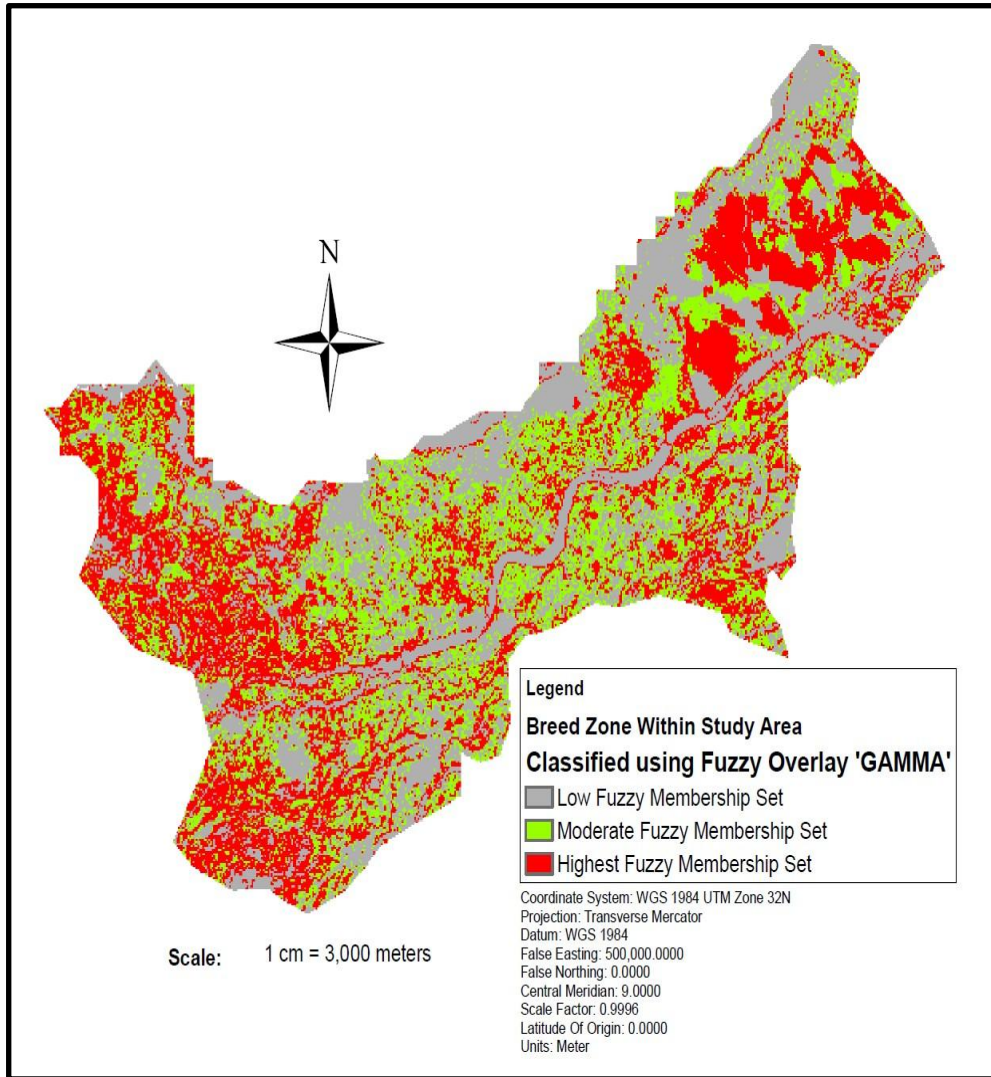 N
Legend
Breed Zone Within Study Area
Classified using Fuzzy Overlay 'GAMMA'
Low Fuzzy Membership Set
Moderate Fuzzy Membership Set
Highest Fuzzy Membership Set
Coordinate System: WGS 1984 UTM Zone 32N
Projection: Transverse Mercator
Datum: WGS 1984
False Easting: 500,000.0000
False Northing: 0.0000
Central Meridian: 9.0000
Scale Factor: 0.9996
Latitude Of Origin: 0.0000
Units: Meter
Scale: 1 cm = 3,000 meters